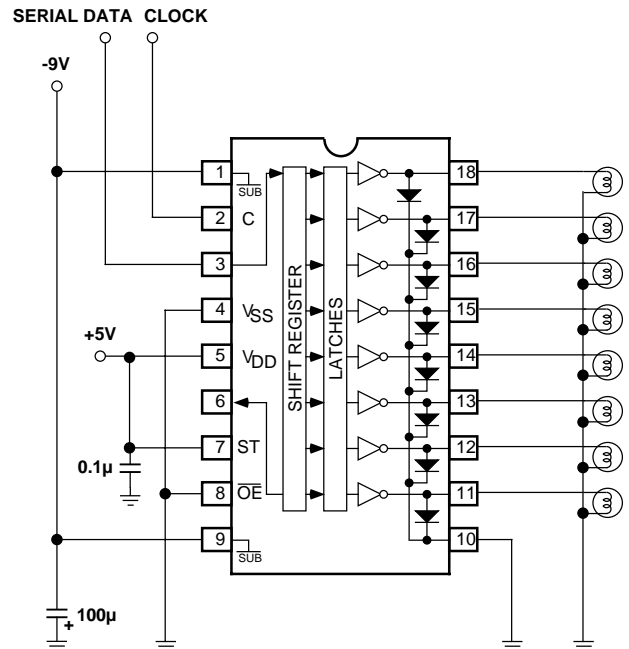 SERIAL DATA CLOCK
-9V
1 SUB 18
2 C 17
3 16
4 VSS 15
+5V
5 VDD 14
6 13
7 ST 12
0.1µ
8 OE 11
9 SUB 10
SHIFT REGISTER
LATCHES
+ 100µ